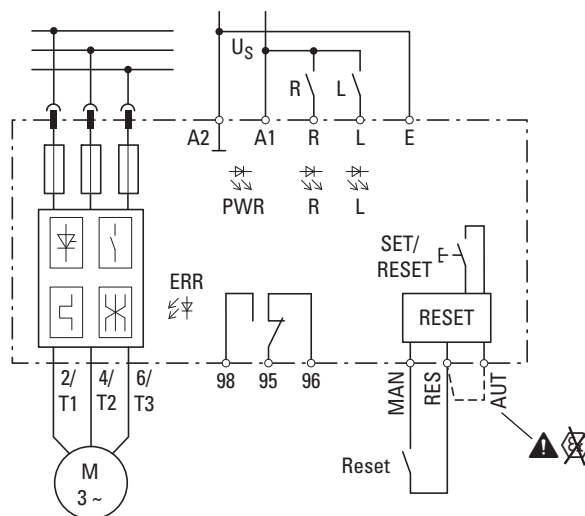 U_S
R
L
A2
A1
R
L
E
PWR
R
L
SET/
RESET
ERR
RESET
2/
T1
4/
T2
6/
T3
98
95
96
MAN
RES
AUT
Reset
M
3 ~